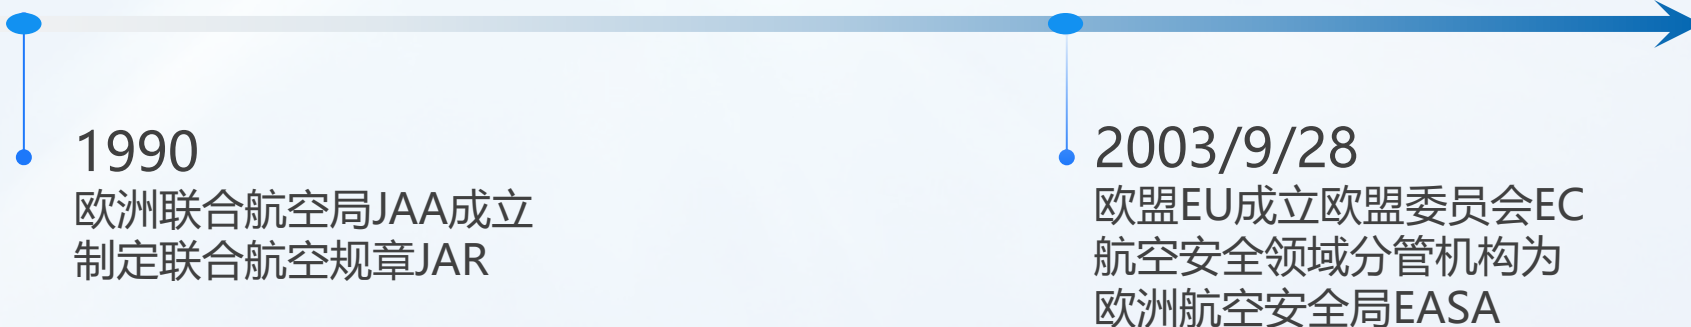 1990
欧洲联合航空局JAA成立
制定联合航空规章JAR
2003/9/28
欧盟EU成立欧盟委员会EC
航空安全领域分管机构为
欧洲航空安全局EASA